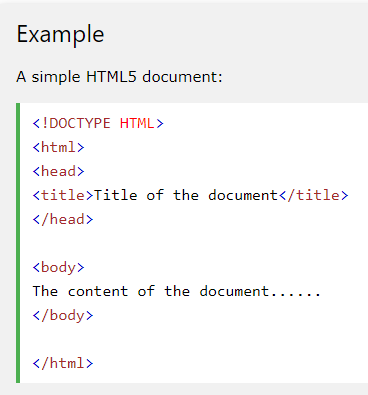 Example
A simple HTML5 document:
<!DOCTYPE HTML>
<html>
<head>
<title>Title of the document</title>
</head>
<body>
The content of the document......
</body>
</html>